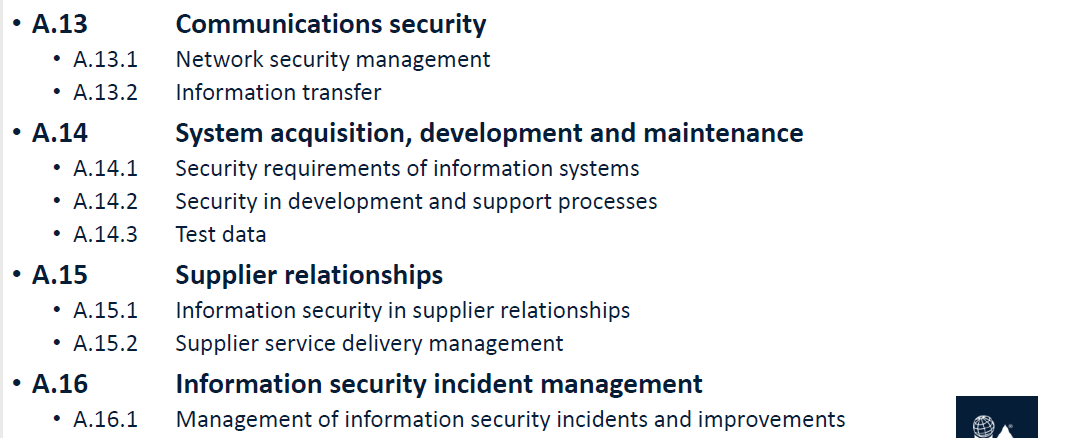 • A.13 Communications security
• A.13.1 Network security management
• A.13.2 Information transfer
• A.14 System acquisition, development and maintenance
• A.14.1 Security requirements of information systems
• A.14.2 Security in development and support processes
• A.14.3 Test data
• A.15 Supplier relationships
• A.15.1 Information security in supplier relationships
• A.15.2 Supplier service delivery management
• A.16 Information security incident management
• A.16.1 Management of information security incidents and improvements